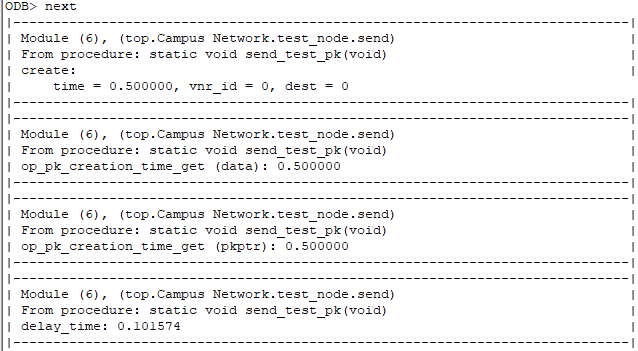 ODB> next
|-----------------------------------------------------------------------------|
| Module (6), (top.Campus Network.test_node.send)
| From procedure: static void send_test_pk(void)
| create:
|     time = 0.500000, vnr_id = 0, dest = 0
|-----------------------------------------------------------------------------|
|-----------------------------------------------------------------------------|
| Module (6), (top.Campus Network.test_node.send)
| From procedure: static void send_test_pk(void)
| op_pk_creation_time_get (data): 0.500000
|-----------------------------------------------------------------------------|
|-----------------------------------------------------------------------------|
| Module (6), (top.Campus Network.test_node.send)
| From procedure: static void send_test_pk(void)
| op_pk_creation_time_get (pkptr): 0.500000
|-----------------------------------------------------------------------------|
|-----------------------------------------------------------------------------|
| Module (6), (top.Campus Network.test_node.send)
| From procedure: static void send_test_pk(void)
| delay_time: 0.101574
|-----------------------------------------------------------------------------|